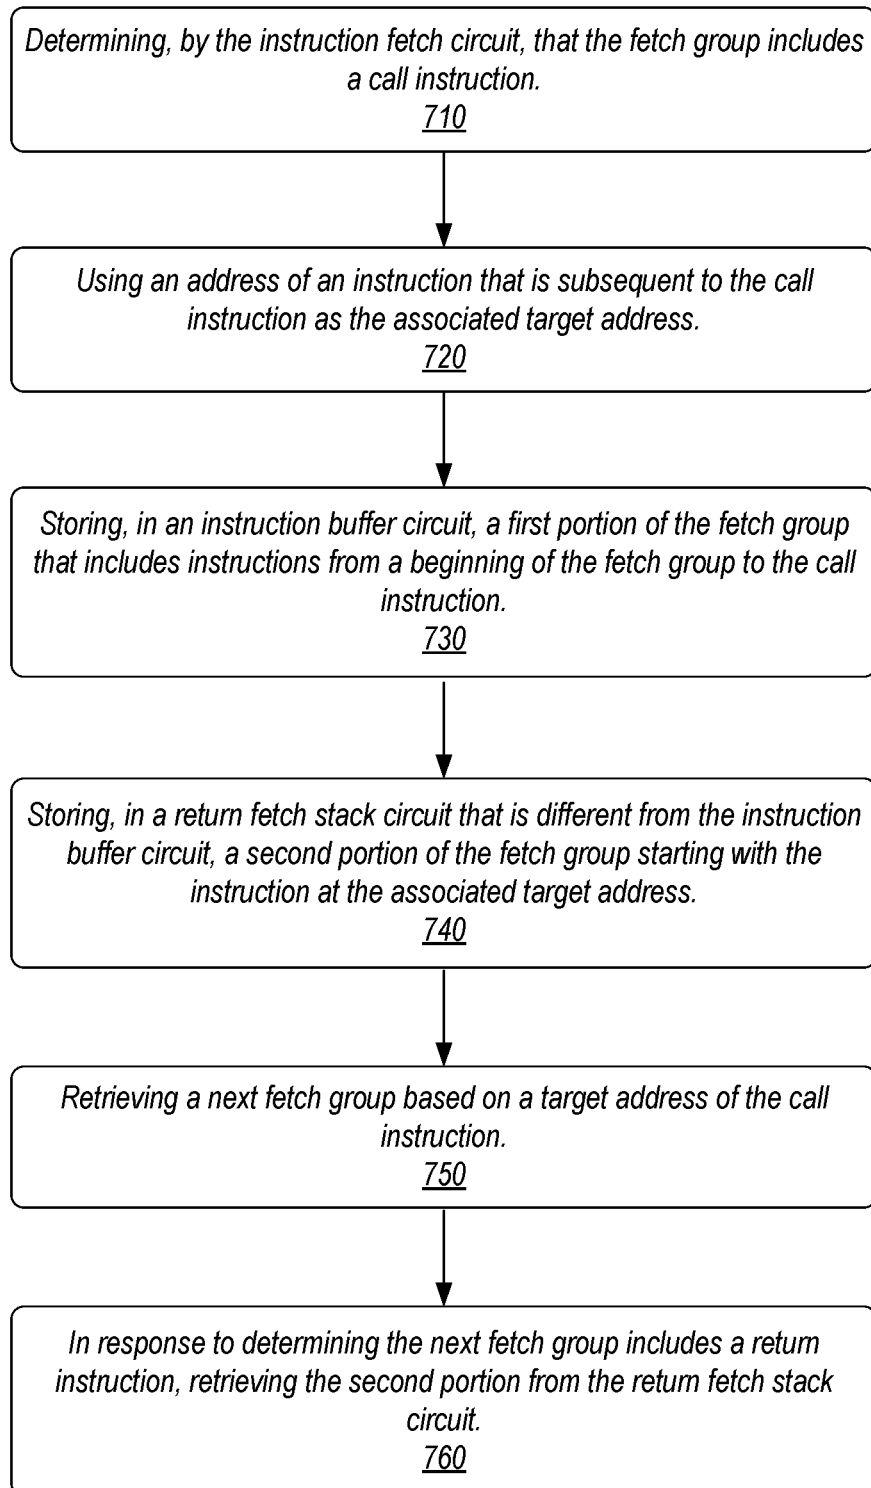 Determining, by the instruction fetch circuit, that the fetch group includes
a call instruction.
710
Using an address of an instruction that is subsequent to the call
instruction as the associated target address.
720
Storing, in an instruction buffer circuit, a first portion of the fetch group
that includes instructions from a beginning of the fetch group to the call
instruction.
730
Storing, in a return fetch stack circuit that is different from the instruction
buffer circuit, a second portion of the fetch group starting with the
instruction at the associated target address.
740
Retrieving a next fetch group based on a target address of the call
instruction.
750
In response to determining the next fetch group includes a return
instruction, retrieving the second portion from the return fetch stack
circuit.
760